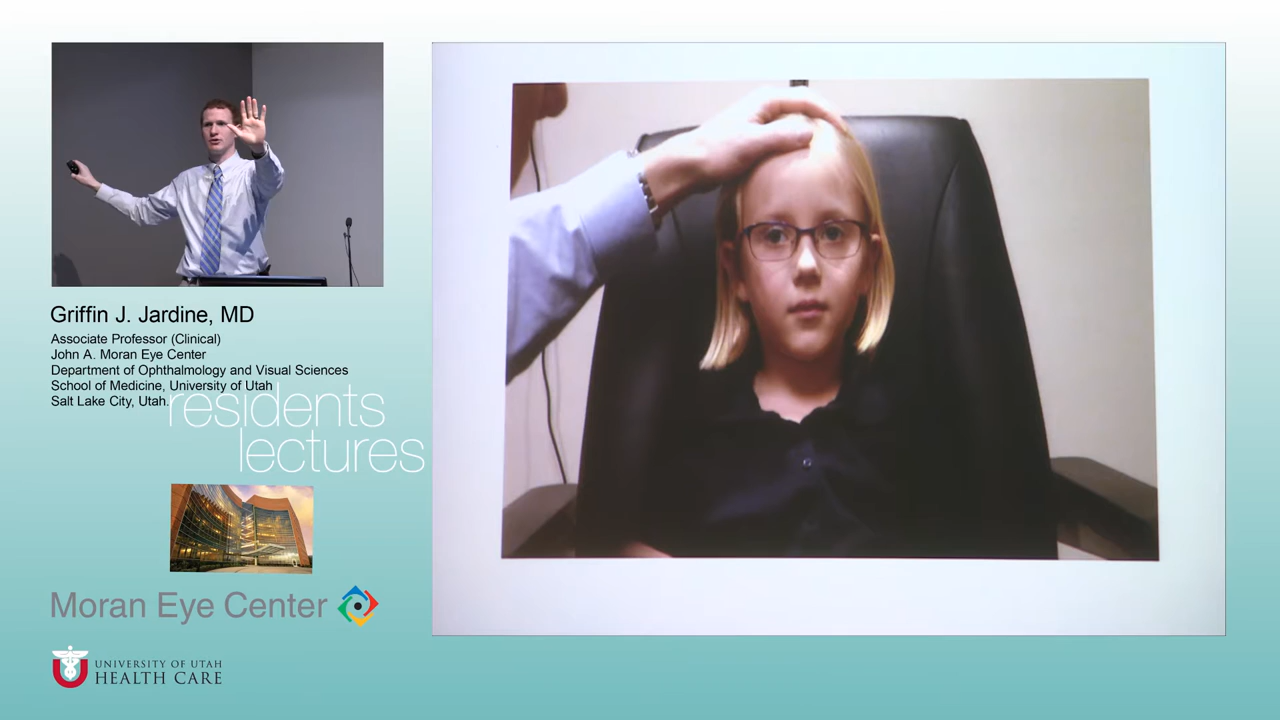 Griffin J. Jardine, MD
Associate Professor (Clinical)
John A. Moran Eye Center
Department of Ophthalmology and Visual Sciences
School of Medicine, University of Utah
Salt Lake City, Utah.
residents
lectures
Moran Eye Center
UNIVERSITY OF UTAH
HEALTH CARE